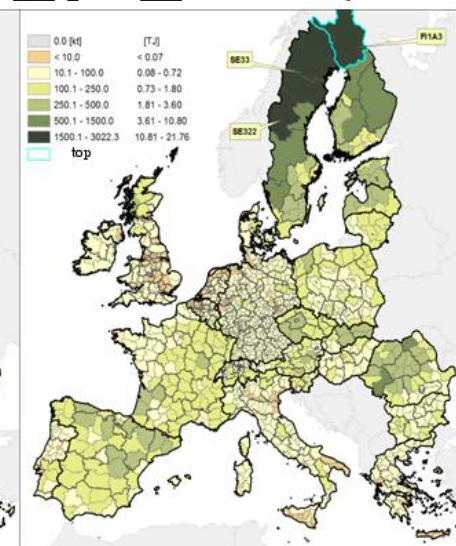 0.0 [kt] [TJ]
< 10.0 < 0.07
10.1 - 100.0 0.08 - 0.72
100.1 - 250.0 0.73 - 1.80
250.1 - 500.0 1.81 - 3.60
500.1 - 1500.0 3.61 - 10.80
1500.1 - 3022.3 10.81 - 21.76
top
FI1A3
SE33
SE322